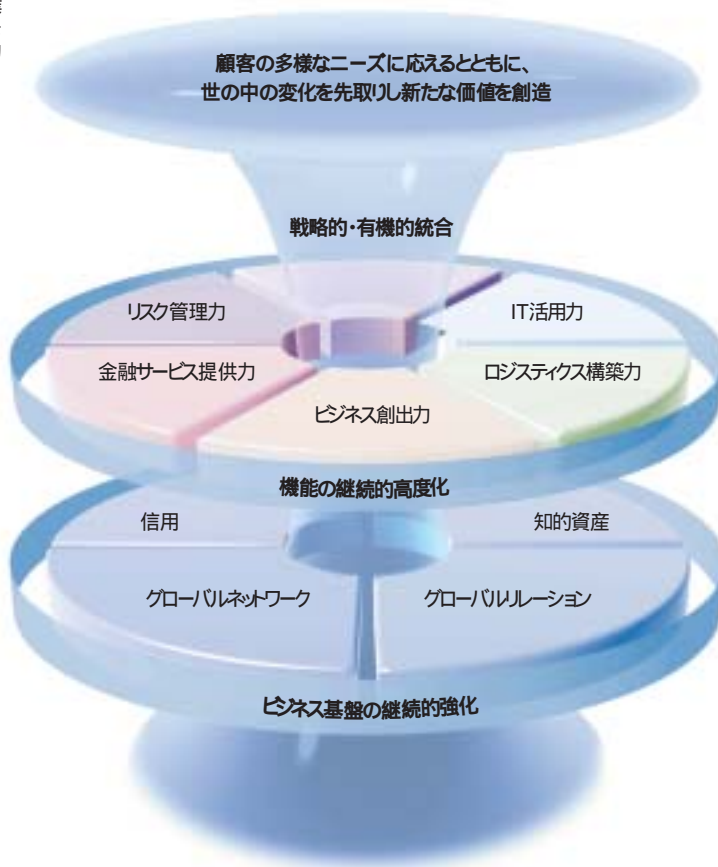 顧客の多様なニーズに応えるとともに、
世の中の変化を先取りし新たな価値を創造
戦略的・有機的統合
リスク管理力
IT活用力
金融サービス提供力
ロジスティクス構築力
ビジネス創出力
機能の継続的高度化
信用
知的資産
グローバルネットワーク
グローバルリレーション
ビジネス基盤の継続的強化